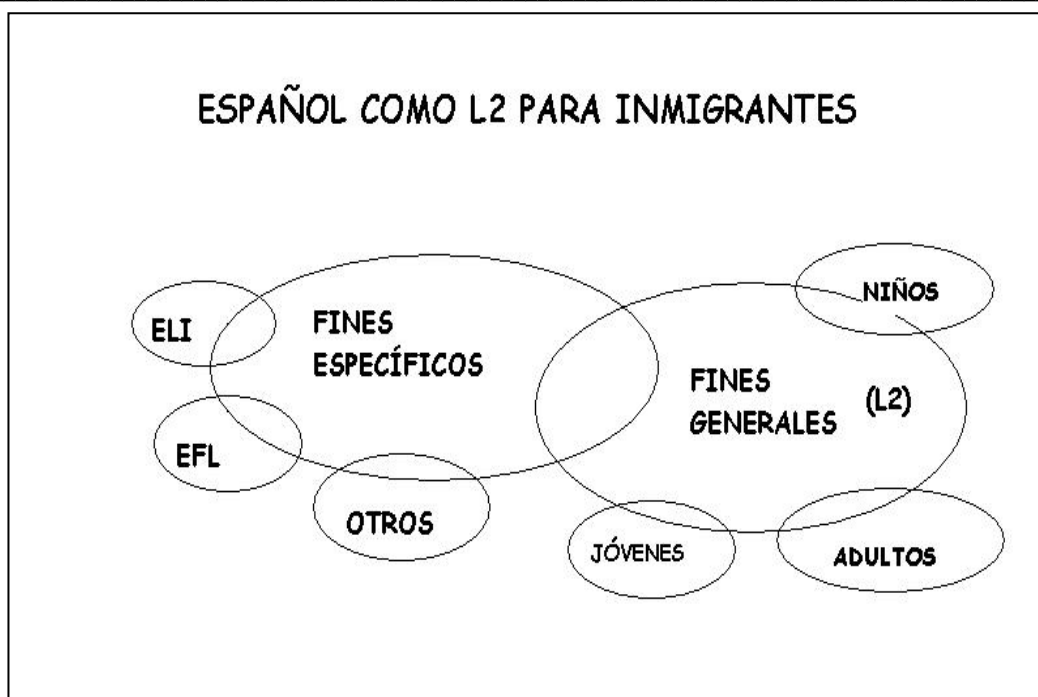 ESPAÑOL COMO L2 PARA INMIGRANTES
ELI
FINES
ESPECÍFICOS
EFL
OTROS
NIÑOS
FINES
GENERALES (L2)
JÓVENES
ADULTOS